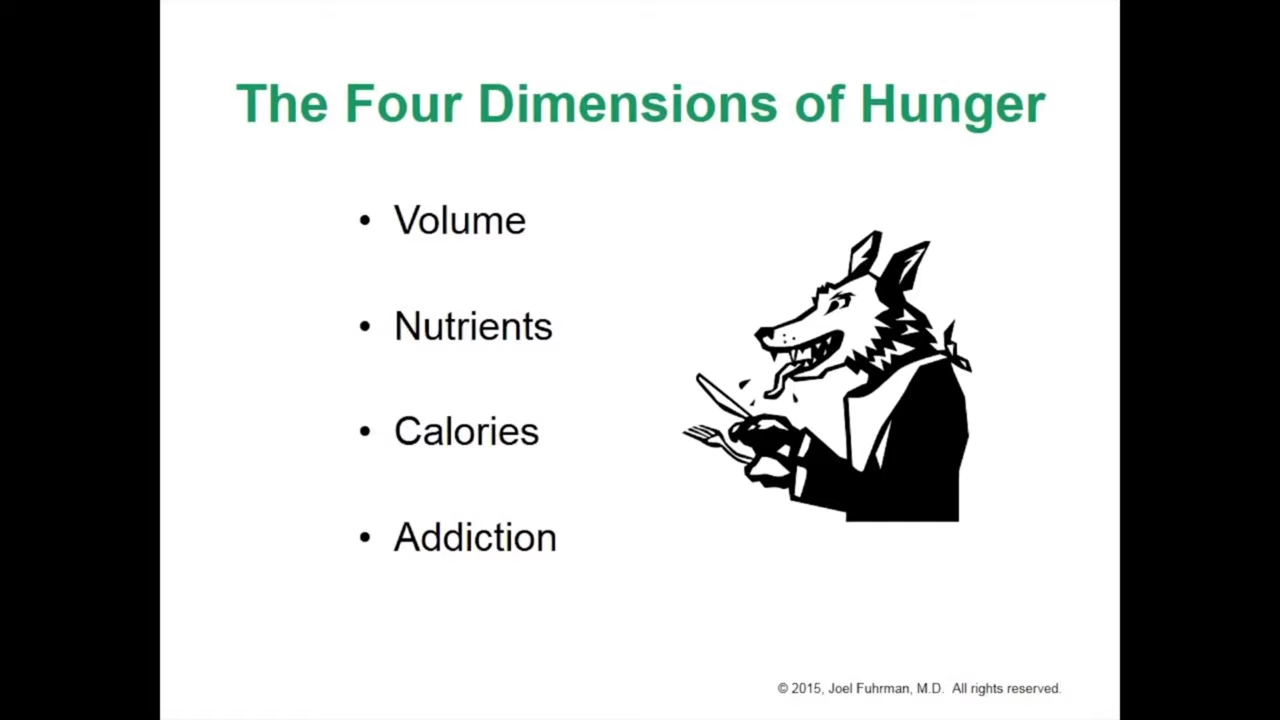 The Four Dimensions of Hunger
• Volume
• Nutrients
• Calories
• Addiction
© 2015, Joel Fuhrman, M.D. All rights reserved.